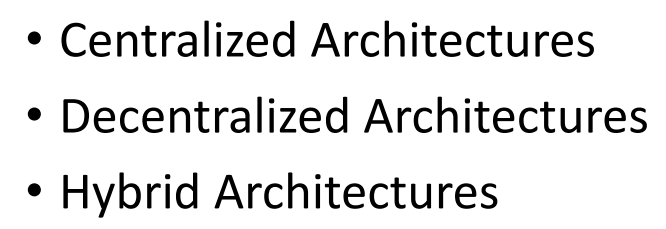 • Centralized Architectures
• Decentralized Architectures
• Hybrid Architectures